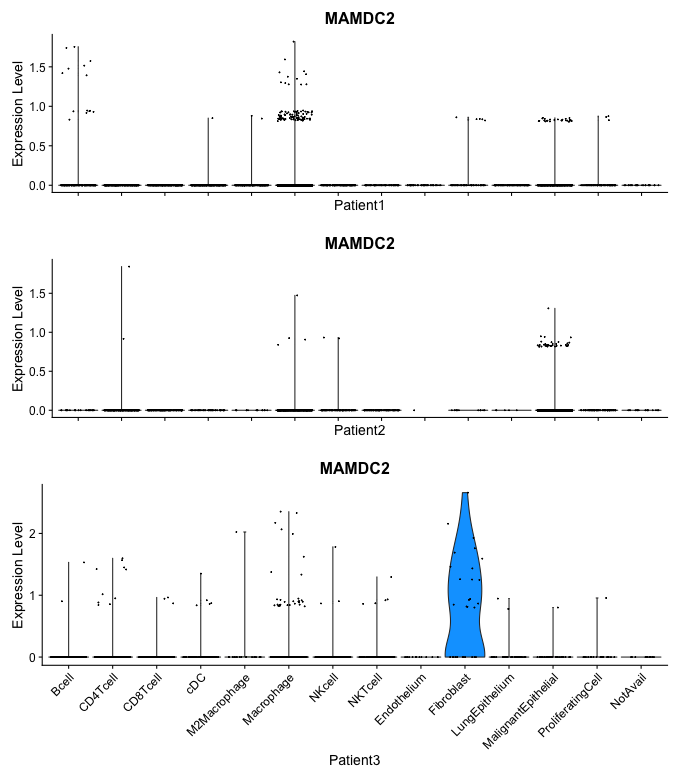 MAMDC2
Expression Level
1.5
1.0
0.5
0.0
Patient1
MAMDC2
Expression Level
1.5
1.0
0.5
0.0
Patient2
MAMDC2
Expression Level
2
1
0
Bcell
CD4Tcell
CD8Tcell
cDC
M2Macrophage
Macrophage
NKcell
NKTcell
Endothelium
Fibroblast
LungEpithelium
MalignantEpithelial
ProliferatingCell
NotAvail
Patient3